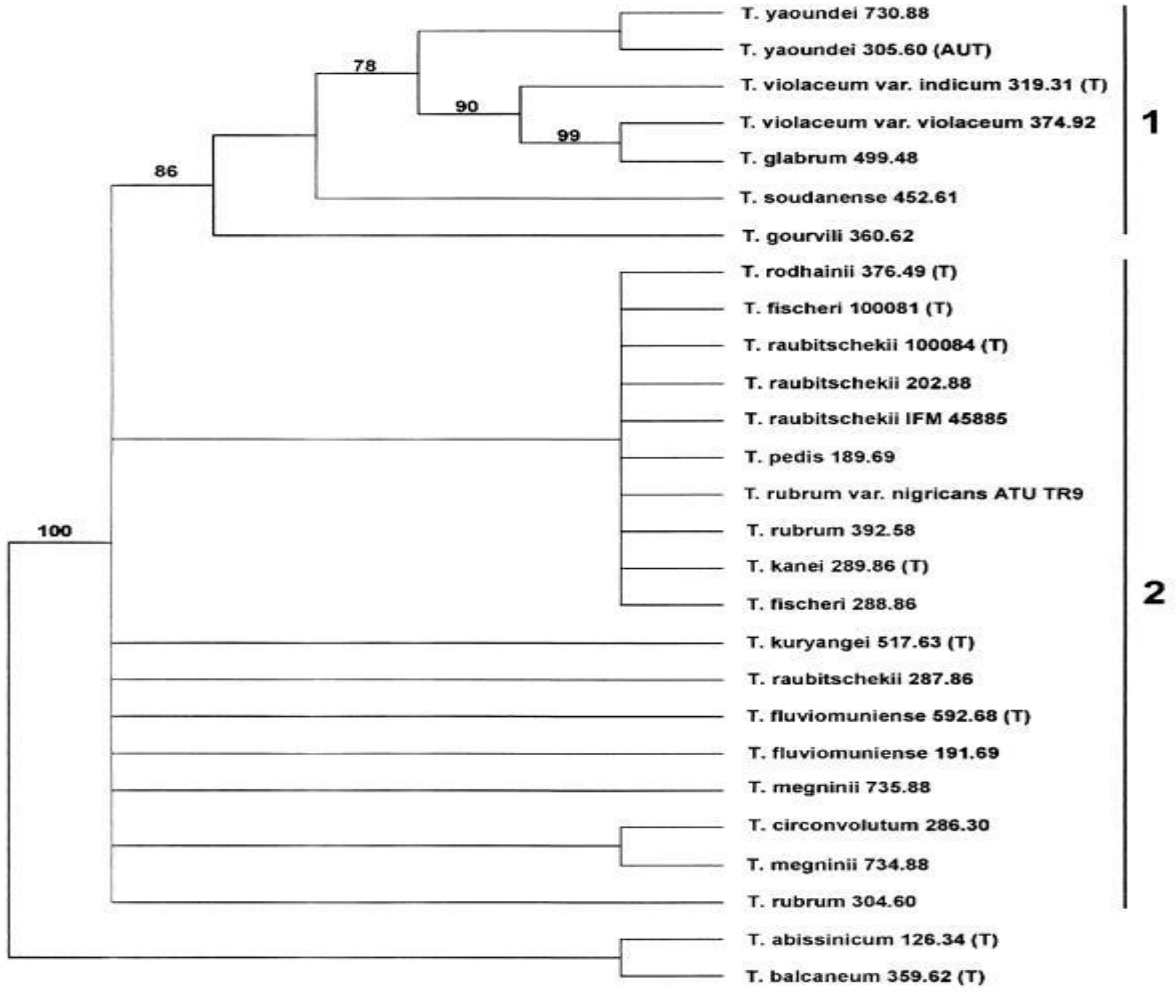 T. yaoundei 730.88
T. yaoundei 305.60 (AUT)
78
T. violaceum var. indicum 319.31 (T)
90
T. violaceum var. violaceum 374.92
1
99
T. glabrum 499.48
86
T. soudanense 452.61
T. gourvili 360.62
T. rodhainii 376.49 (T)
T. fischeri 100081 (T)
T. raubitschekii 100084 (T)
T. raubitschekii 202.88
T. raubitschekii IFM 45885
T. pedis 189.69
T. rubrum var. nigricans ATU TR9
100
T. rubrum 392.58
T. kanei 289.86 (T)
2
T. fischeri 288.86
T. kuryangei 517.63 (T)
T. raubitschekii 287.86
T. fluviomuniense 592.68 (T)
T. fluviomuniense 191.69
T. megninii 735.88
T. circonvolutum 286.30
T. megninii 734.88
T. rubrum 304.60
T. abissinicum 126.34 (T)
T. balcaneum 359.62 (T)